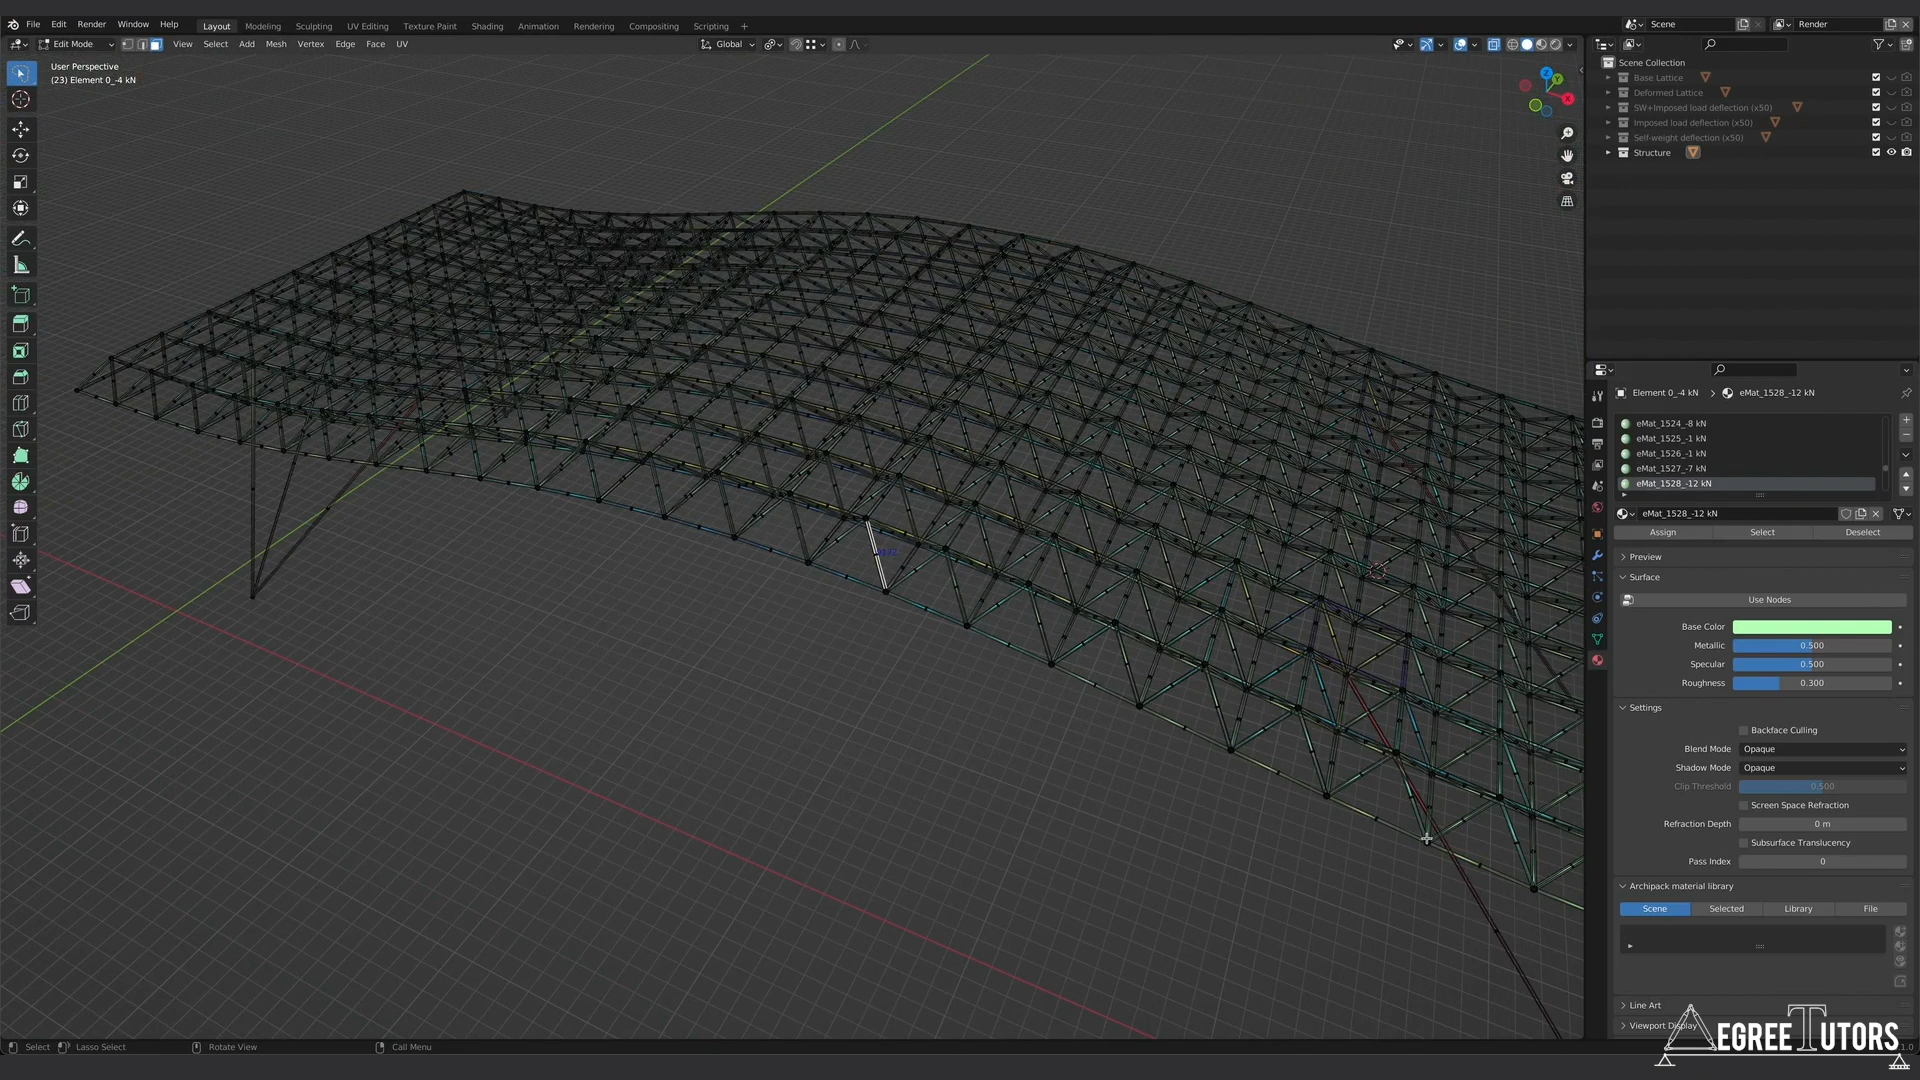 File Edit Render Window Help Layout Modeling Sculpting UV Editing Texture Paint Shading Animation Rendering Compositing Scripting + Scene Render
Edit Mode View Select Add Mesh Vertex Edge Face UV Global
User Perspective
(23) Element 0_-4 kN
Scene Collection
Base Lattice
Deformed Lattice
SW+Imposed load deflection (x50)
Imposed load deflection (x50)
Self-weight deflection (x50)
Structure
Z
Y
X
Element 0_-4 kN > eMat_1528_-12 kN
eMat_1524_-8 kN
eMat_1525_-1 kN
eMat_1526_-1 kN
eMat_1527_-7 kN
eMat_1528_-12 kN
eMat_1528_-12 kN
Assign Select Deselect
Preview
Surface
Use Nodes
Base Color
Metallic 0.500
Specular 0.500
Roughness 0.300
Settings
Backface Culling
Blend Mode Opaque
Shadow Mode Opaque
Clip Threshold 0.500
Screen Space Refraction
Refraction Depth 0 m
Subsurface Translucency
Pass Index 0
Archipack material library
Scene Selected Library File
Line Art
Viewport Display
DEGREE TUTORS
Select Lasso Select Rotate View Call Menu